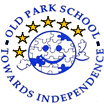 OLD PARK SCHOOL
TOWARDS INDEPENDENCE